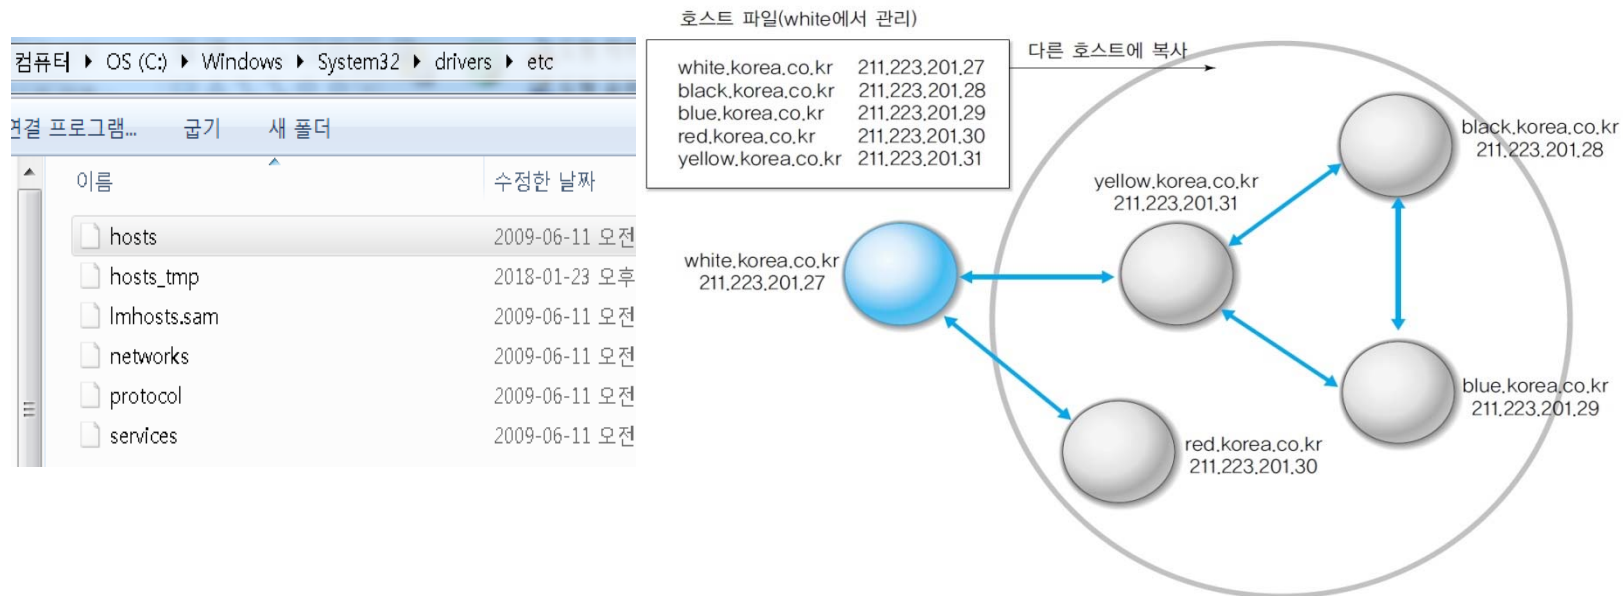 컴퓨터 ▸ OS (C:) ▸ Windows ▸ System32 ▸ drivers ▸ etc
연결 프로그램... 굽기 새 폴더
이름 수정한 날짜
hosts 2009-06-11 오전
hosts_tmp 2018-01-23 오후
lmhosts.sam 2009-06-11 오전
networks 2009-06-11 오전
protocol 2009-06-11 오전
services 2009-06-11 오전
호스트 파일(white에서 관리)
white.korea.co.kr 211.223.201.27
black.korea.co.kr 211.223.201.28
blue.korea.co.kr 211.223.201.29
red.korea.co.kr 211.223.201.30
yellow.korea.co.kr 211.223.201.31
다른 호스트에 복사
black.korea.co.kr
211.223.201.28
yellow.korea.co.kr
211.223.201.31
white.korea.co.kr
211.223.201.27
blue.korea.co.kr
211.223.201.29
red.korea.co.kr
211.223.201.30